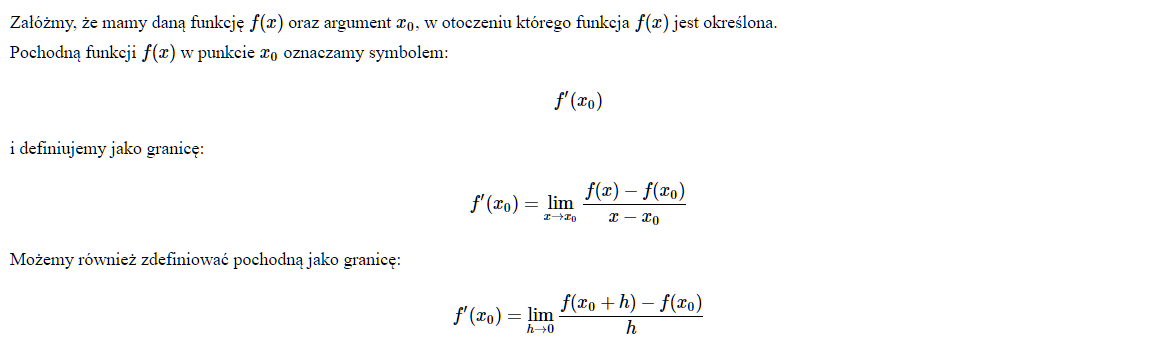 Załóżmy, że mamy daną funkcję f(x) oraz argument x₀, w otoczeniu którego funkcja f(x) jest określona.
Pochodną funkcji f(x) w punkcie x₀ oznaczamy symbolem:
f′(x₀)
i definiujemy jako granicę:
f′(x₀) = lim_{x→x₀} (f(x) − f(x₀))/(x − x₀)
Możemy również zdefiniować pochodną jako granicę:
f′(x₀) = lim_{h→0} (f(x₀ + h) − f(x₀))/h